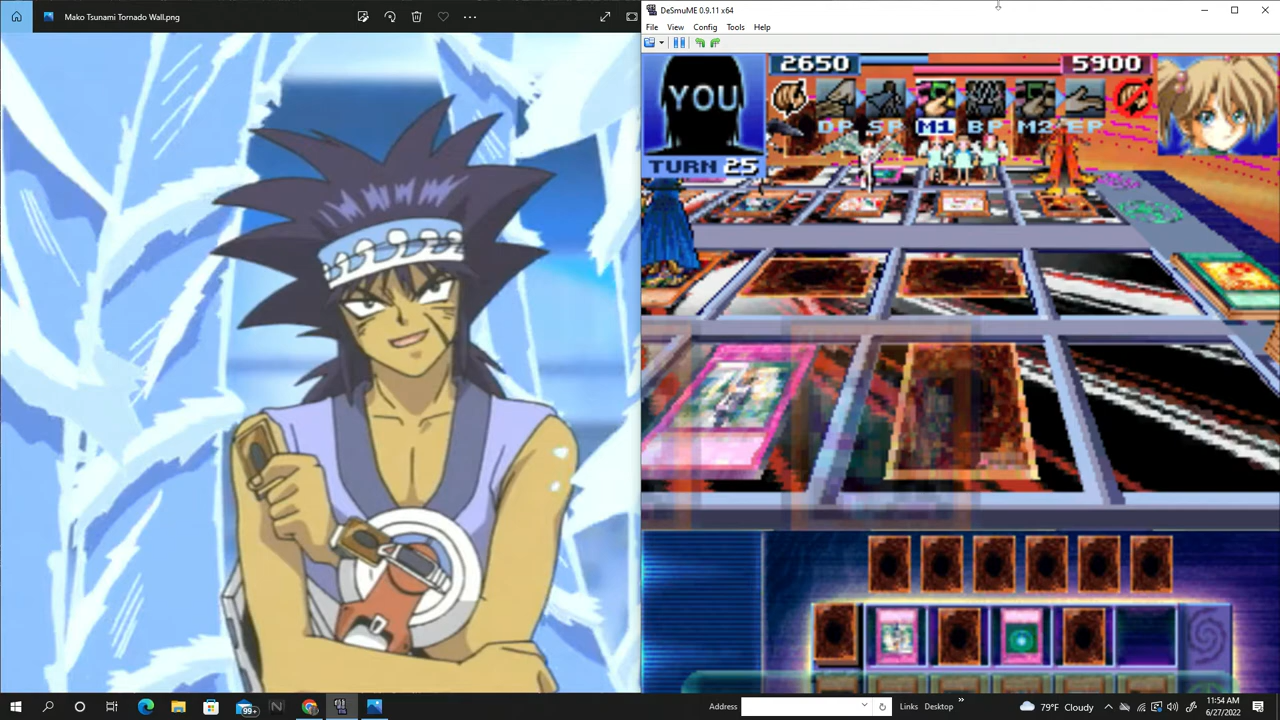 Mako Tsunami Tornado Wall.png
DeSmuME 0.9.11 x64
File View Config Tools Help
2650
5900
YOU
DP SP M1 BP M2 EP
TURN 25
99+
Address
Links Desktop
79°F Cloudy
11:54 AM
6/27/2022